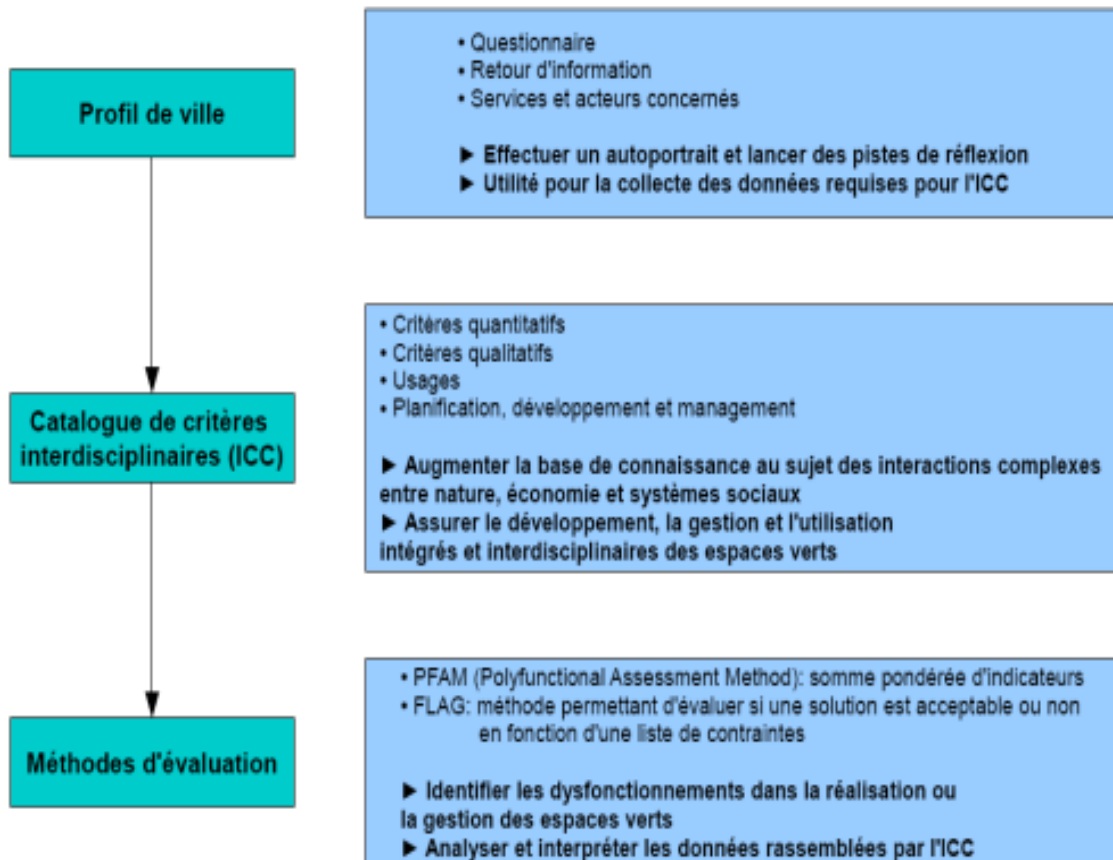 Profil de ville
• Questionnaire
• Retour d'information
• Services et acteurs concernés
► Effectuer un autoportrait et lancer des pistes de réflexion
► Utilité pour la collecte des données requises pour l'ICC
Catalogue de critères
interdisciplinaires (ICC)
• Critères quantitatifs
• Critères qualitatifs
• Usages
• Planification, développement et management
► Augmenter la base de connaissance au sujet des interactions complexes
entre nature, économie et systèmes sociaux
► Assurer le développement, la gestion et l'utilisation
intégrés et interdisciplinaires des espaces verts
Méthodes d'évaluation
• PFAM (Polyfunctional Assessment Method): somme pondérée d'indicateurs
• FLAG: méthode permettant d'évaluer si une solution est acceptable ou non
en fonction d'une liste de contraintes
► Identifier les dysfonctionnements dans la réalisation ou
la gestion des espaces verts
► Analyser et interpréter les données rassemblées par l'ICC